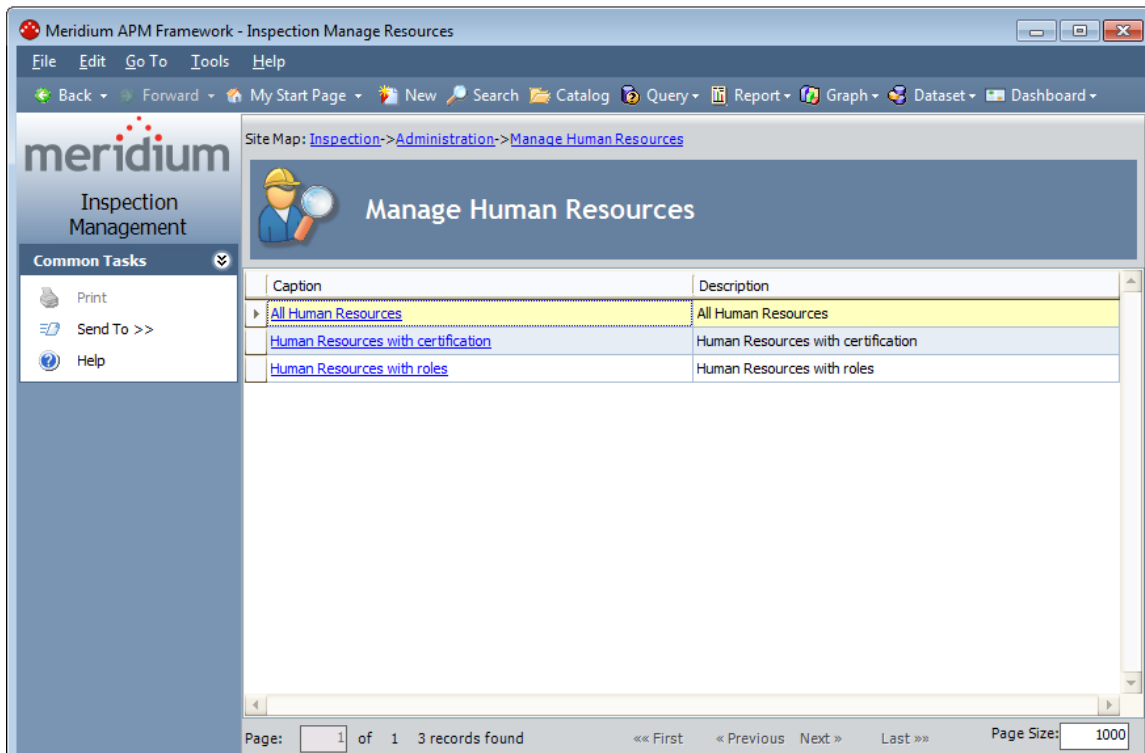 Meridium APM Framework - Inspection Manage Resources
File Edit Go To Tools Help
Back Forward My Start Page New Search Catalog Query Report Graph Dataset Dashboard
meridium
Inspection
Management
Common Tasks
Print
Send To >>
Help
Site Map: Inspection->Administration->Manage Human Resources
Manage Human Resources
Caption Description
All Human Resources All Human Resources
Human Resources with certification Human Resources with certification
Human Resources with roles Human Resources with roles
Page: 1 of 1 3 records found «« First « Previous Next » Last »» Page Size: 1000